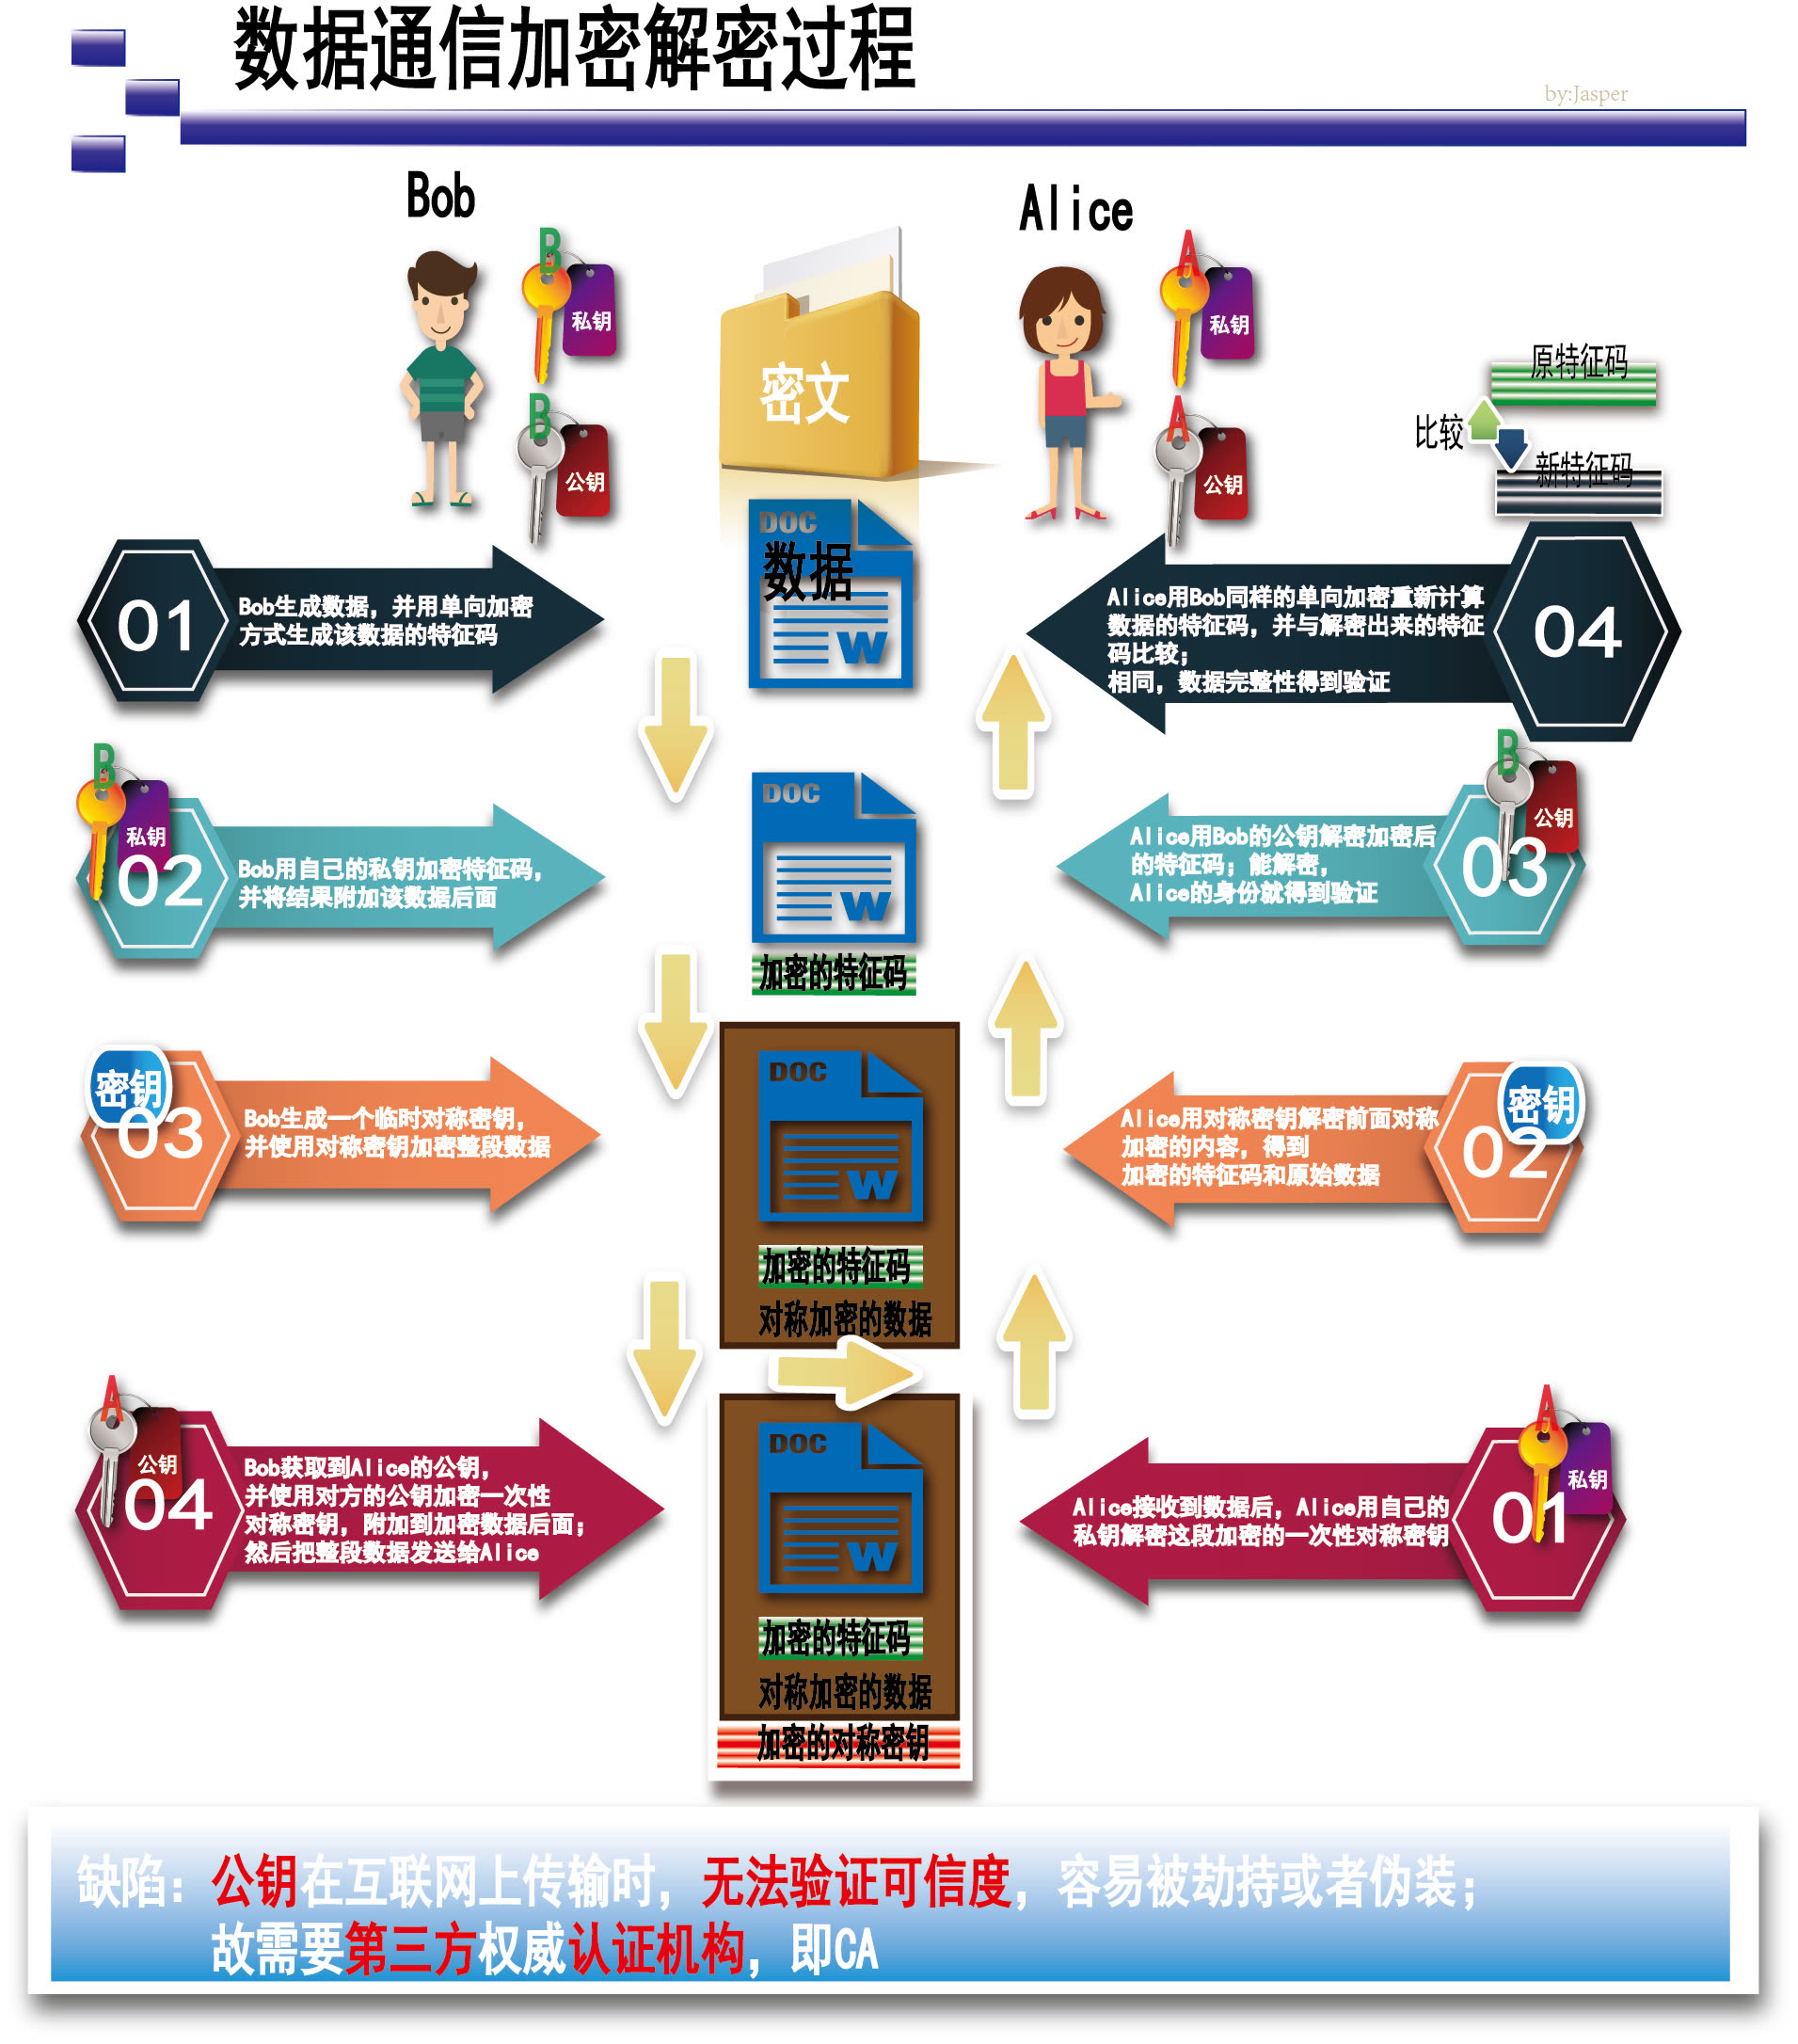 数据通信加密解密过程
by:Jasper
Bob
Alice
B
私钥
B
公钥
密文
A
私钥
A
公钥
原特征码
比较
新特征码
01
Bob生成数据，并用单向加密
方式生成该数据的特征码
DOC
数据
W
Alice用Bob同样的单向加密重新计算
数据的特征码，并与解密出来的特征
码比较；
相同，数据完整性得到验证
04
B
私钥
02
Bob用自己的私钥加密特征码，
并将结果附加该数据后面
DOC
W
加密的特征码
Alice用Bob的公钥解密加密后
的特征码；能解密，
Alice的身份就得到验证
B
公钥
03
密钥
03
Bob生成一个临时对称密钥，
并使用对称密钥加密整段数据
DOC
W
加密的特征码
对称加密的数据
Alice用对称密钥解密前面对称
加密的内容，得到
加密的特征码和原始数据
密钥
02
A
公钥
04
Bob获取到Alice的公钥，
并使用对方的公钥加密一次性
对称密钥，附加到加密数据后面；
然后把整段数据发送给Alice
DOC
W
加密的特征码
对称加密的数据
加密的对称密钥
Alice接收到数据后，Alice用自己的
私钥解密这段加密的一次性对称密钥
A
私钥
01
缺陷：公钥在互联网上传输时，无法验证可信度，容易被劫持或者伪装；
故需要第三方权威认证机构，即CA